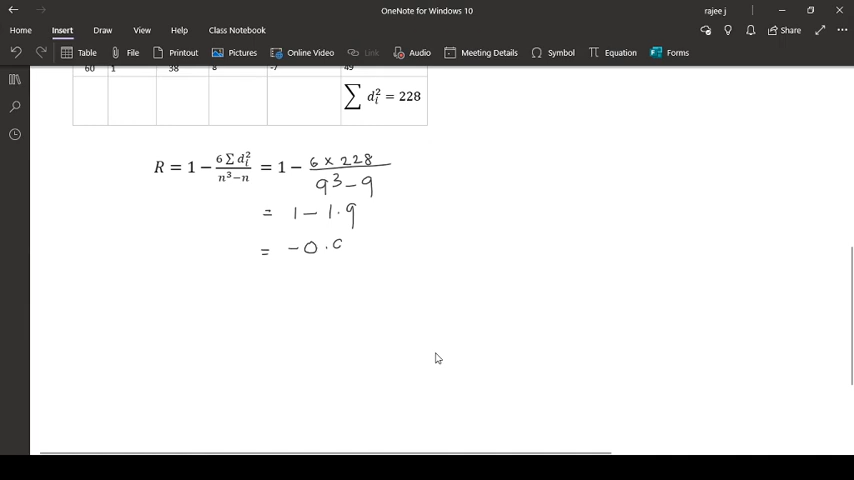 OneNote for Windows 10
rajee j
Home Insert Draw View Help Class Notebook
Share
Table File Printout Pictures Online Video Link Audio Meeting Details Symbol Equation Forms
60 1 38 8 -7 49
∑ d_i^2 = 228
R = 1 − (6 ∑ d_i^2)/(n^3−n) = 1 − (6 × 228)/(9^3 − 9)
= 1 − 1.9
= −0.